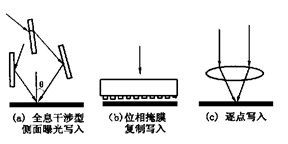 θ
(a) 全息干涉型
侧面曝光写入
(b)位相掩膜
复制写入
(c) 逐点写入